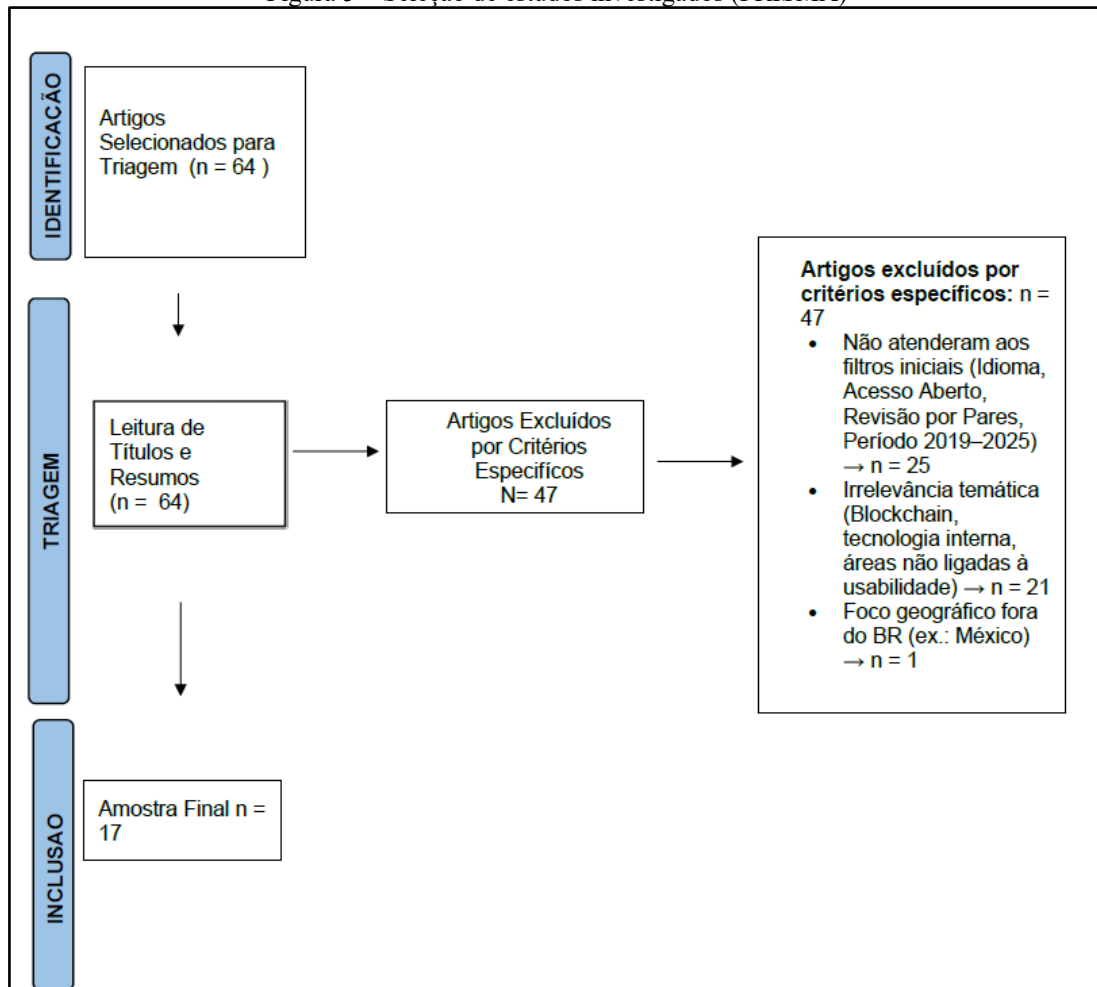 IDENTIFICAÇÃO
Artigos
Selecionados para
Triagem (n = 64 )
TRIAGEM
Leitura de
Títulos e
Resumos
(n = 64)
Artigos Excluídos
por Critérios
Especifícos
N= 47
Artigos excluídos por
critérios específicos: n =
47
• Não atenderam aos
filtros iniciais (Idioma,
Acesso Aberto,
Revisão por Pares,
Período 2019–2025)
→ n = 25
• Irrelevância temática
(Blockchain,
tecnologia interna,
áreas não ligadas à
usabilidade) → n = 21
• Foco geográfico fora
do BR (ex.: México)
→ n = 1
INCLUSAO
Amostra Final n =
17